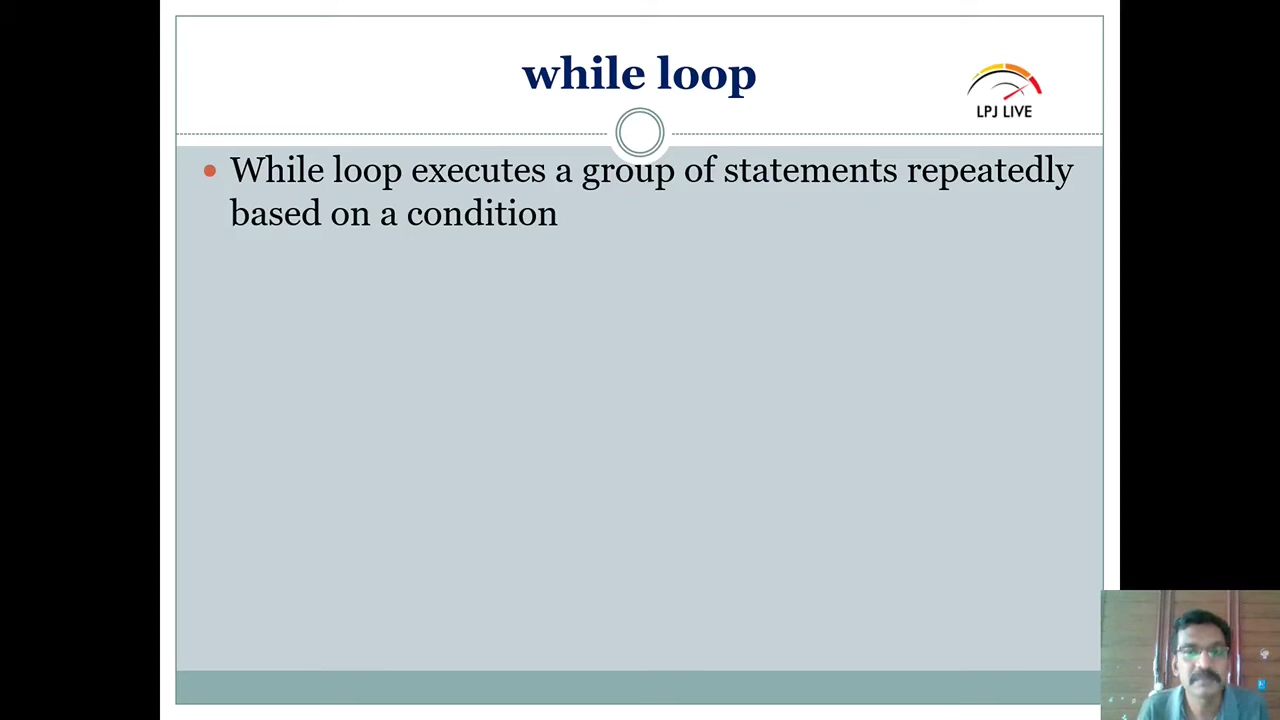 while loop
LPJ LIVE
While loop executes a group of statements repeatedly
based on a condition